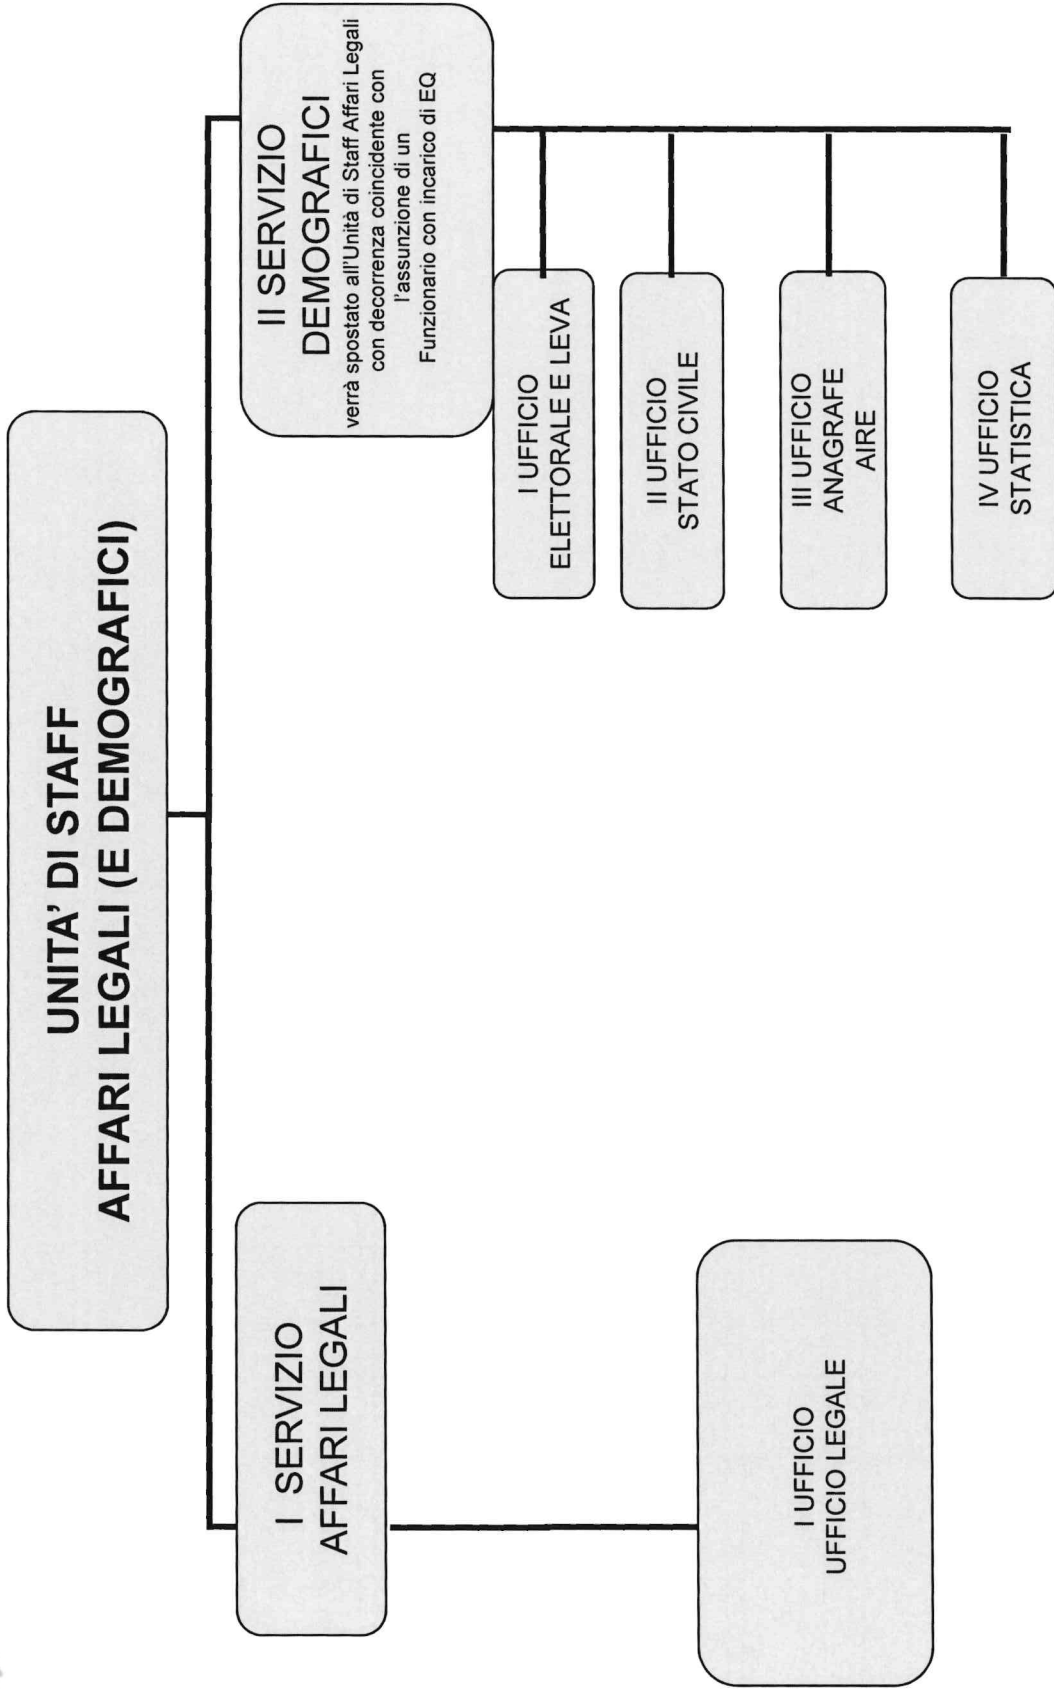 UNITA' DI STAFF
AFFARI LEGALI (E DEMOGRAFICI)
I SERVIZIO
AFFARI LEGALI
I UFFICIO
UFFICIO LEGALE
II SERVIZIO
DEMOGRAFICI
verrà spostato all'Unità di Staff Affari Legali
con decorrenza coincidente con
l'assunzione di un
Funzionario con incarico di EQ
I UFFICIO
ELETTORALE E LEVA
II UFFICIO
STATO CIVILE
III UFFICIO
ANAGRAFE
AIRE
IV UFFICIO
STATISTICA